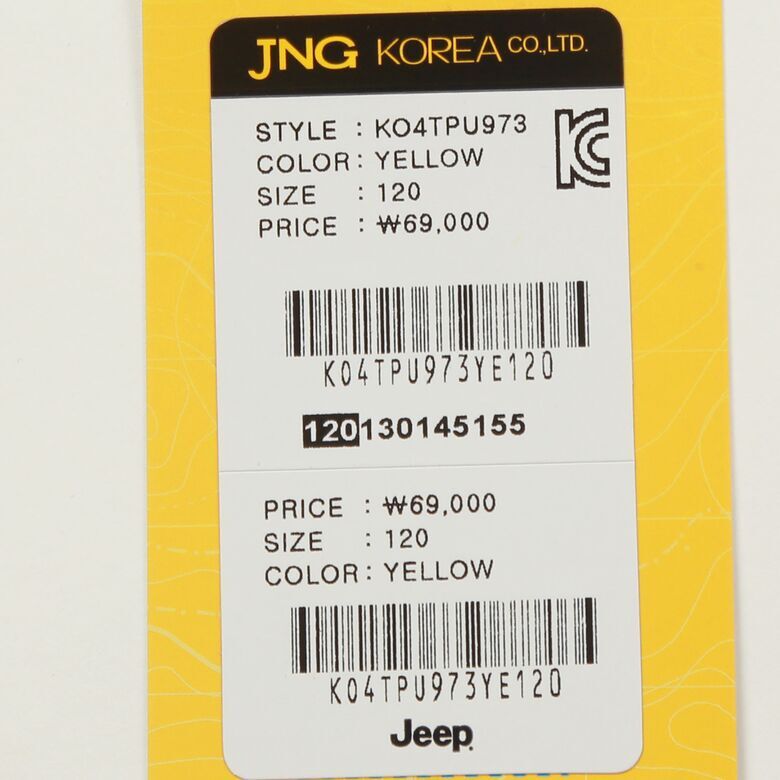 JNG KOREA CO.,LTD.
STYLE : KO4TPU973
COLOR : YELLOW
SIZE : 120
PRICE : ₩69,000
K04TPU973YE120
120130145155
PRICE : ₩69,000
SIZE : 120
COLOR : YELLOW
K04TPU973YE120
Jeep